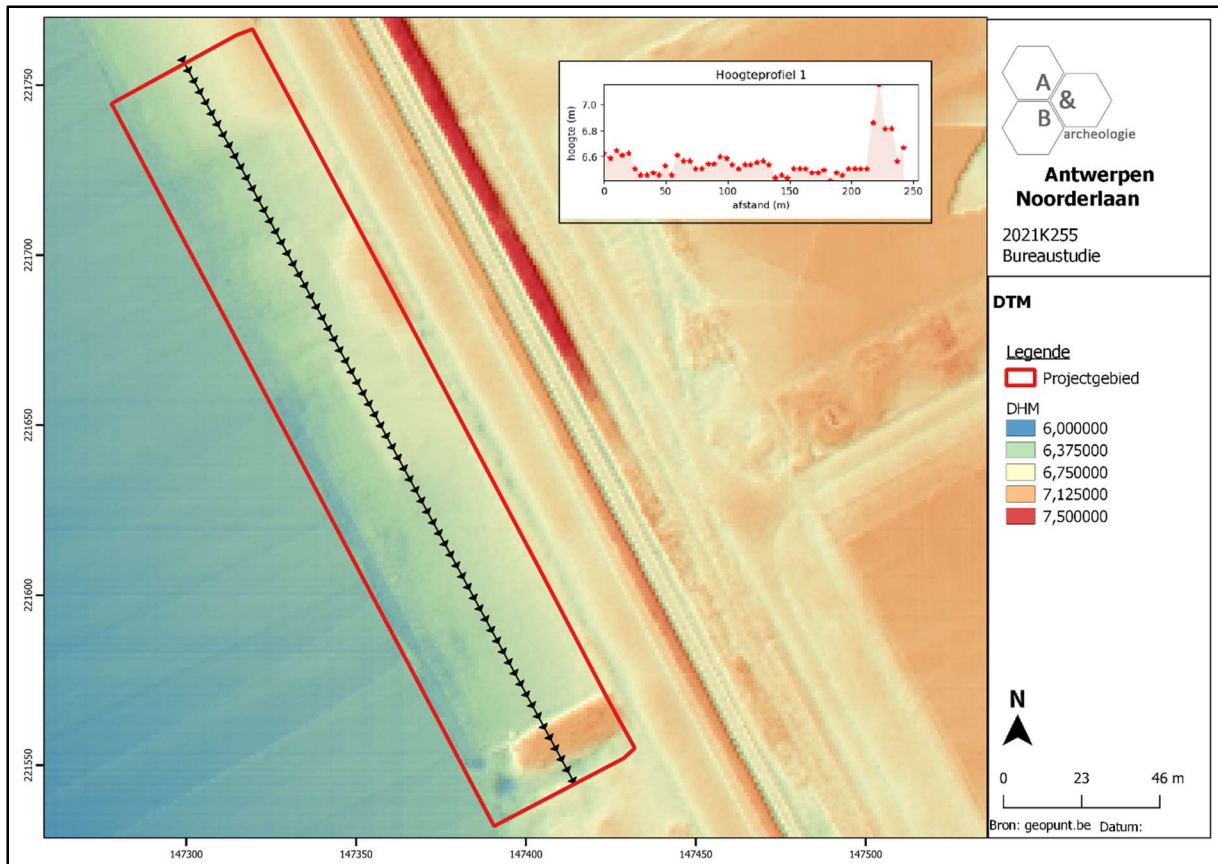 221750
221700
221650
221600
221550
147300
147350
147400
147450
147500
Hoogteprofiel 1
hoogte (m)
7.0
6.8
6.6
0
50
100
150
200
250
afstand (m)
A
&
B
archeologie
Antwerpen
Noorderlaan
2021K255
Bureaustudie
DTM
Legende
Projectgebied
DHM
6,000000
6,375000
6,750000
7,125000
7,500000
N
0 23 46 m
Bron: geopunt.be Datum: